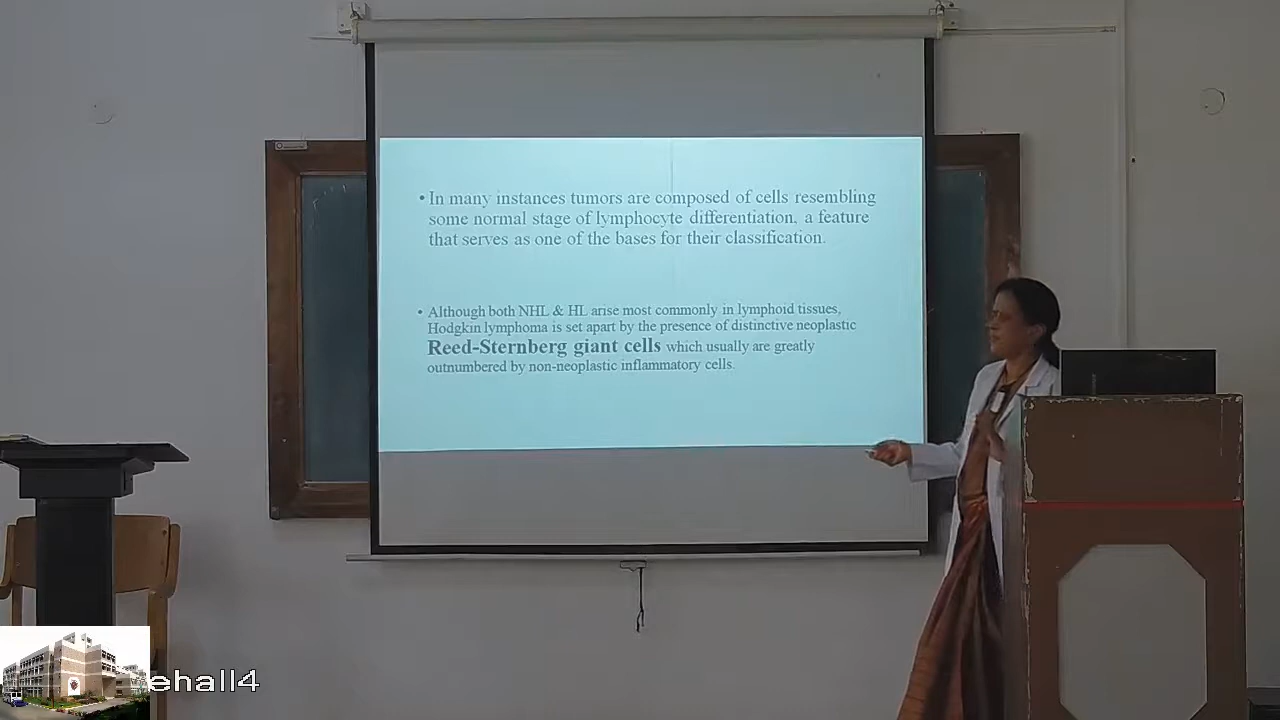 • In many instances tumors are composed of cells resembling
some normal stage of lymphocyte differentiation, a feature
that serves as one of the bases for their classification.
• Although both NHL & HL arise most commonly in lymphoid tissues,
Hodgkin lymphoma is set apart by the presence of distinctive neoplastic
Reed-Sternberg giant cells which usually are greatly
outnumbered by non-neoplastic inflammatory cells.
ehall4